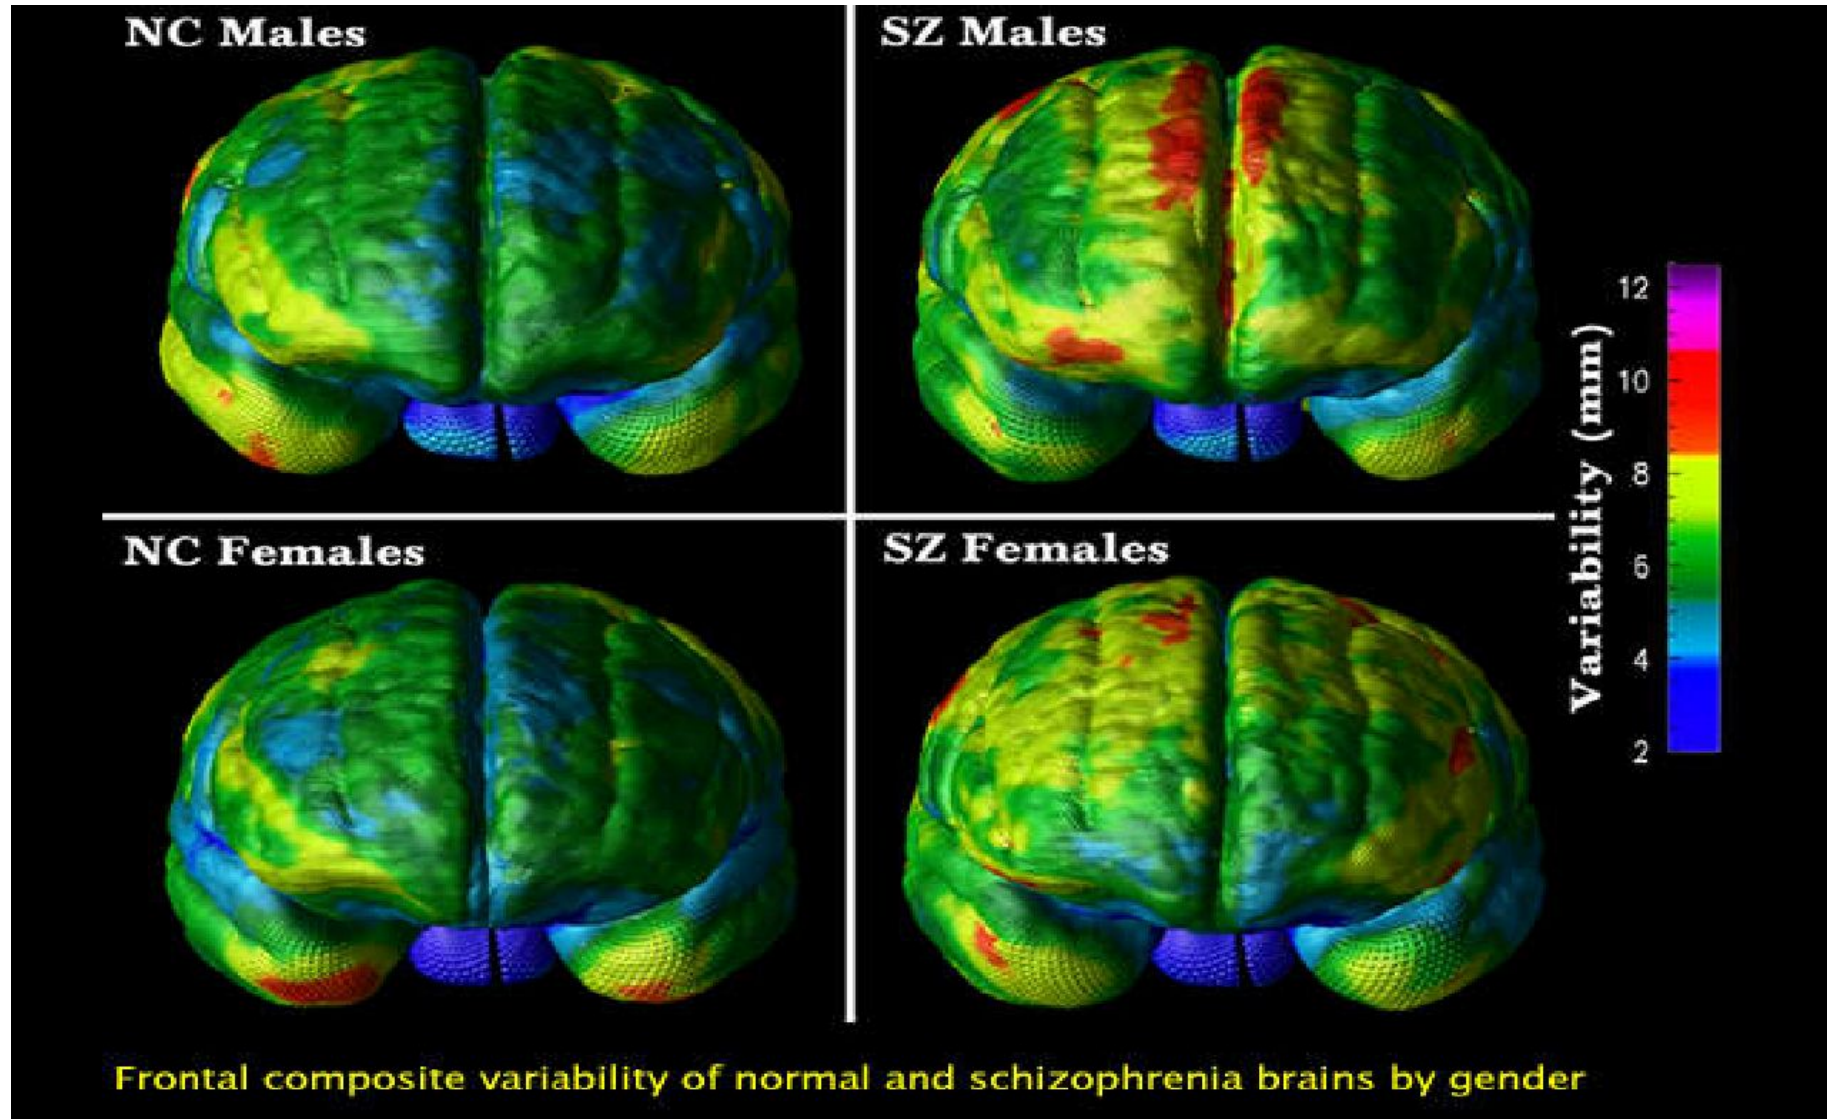 NC Males
SZ Males
NC Females
SZ Females
12
10
8
6
4
2
Variability (mm)
Frontal composite variability of normal and schizophrenia brains by gender